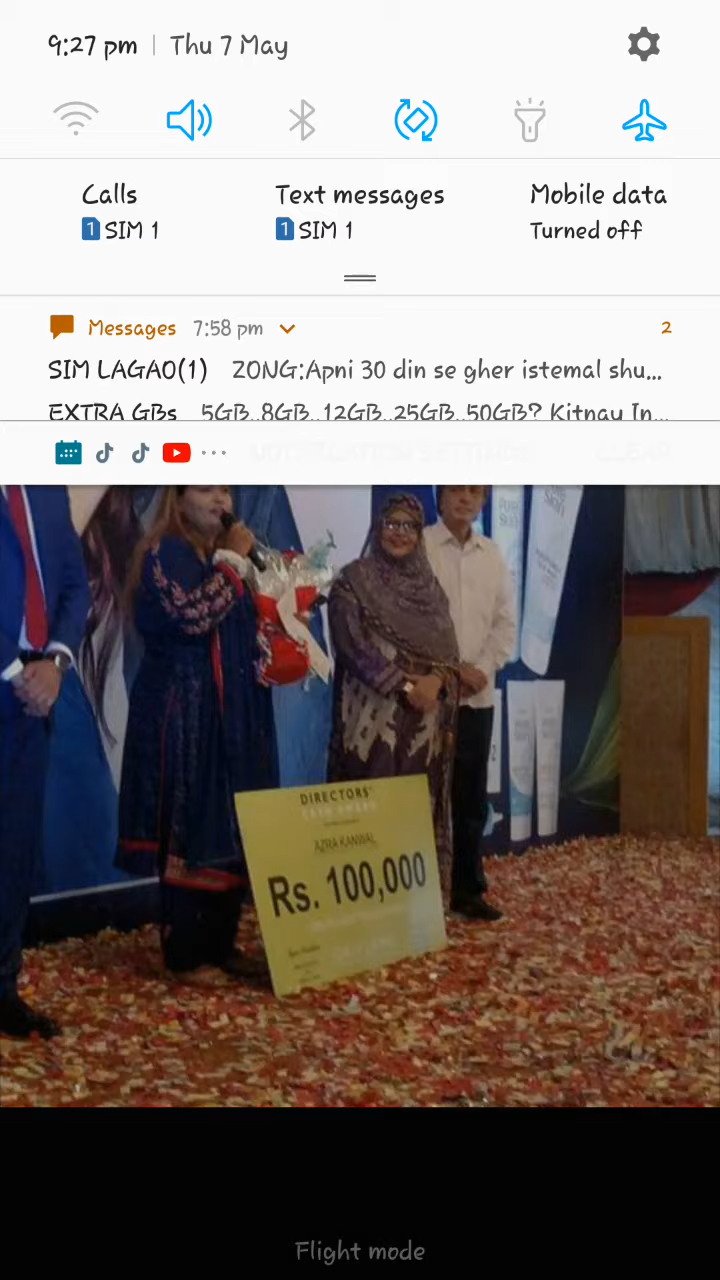 9:27 pm | Thu 7 May
Calls Text messages Mobile data
1 SIM 1 1 SIM 1 Turned off
Messages 7:58 pm 2
SIM LAGAO(1) ZONG:Apni 30 din se gher istemal shu...
EXTRA GBs 5GB..8GB..12GB..25GB..50GB? Kitnay In...
DIRECTORS'
AZRA KANWAL
Rs. 100,000
Flight mode